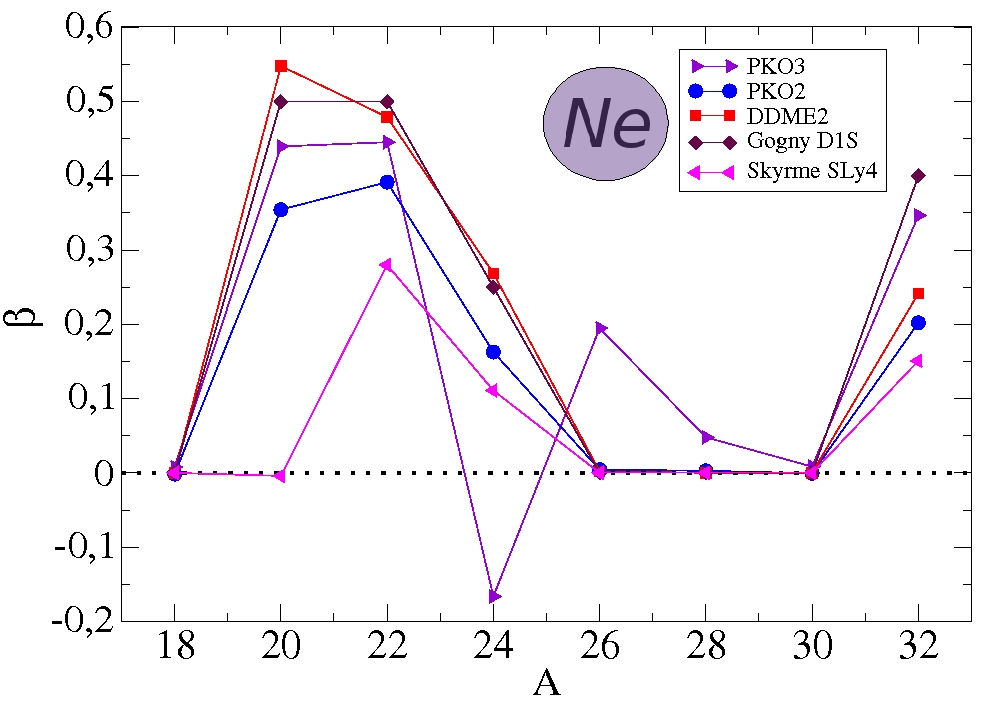 0,6
0,5
0,4
0,3
0,2
0,1
0
-0,1
-0,2
β
18 20 22 24 26 28 30 32
A
Ne
PKO3
PKO2
DDME2
Gogny D1S
Skyrme SLy4